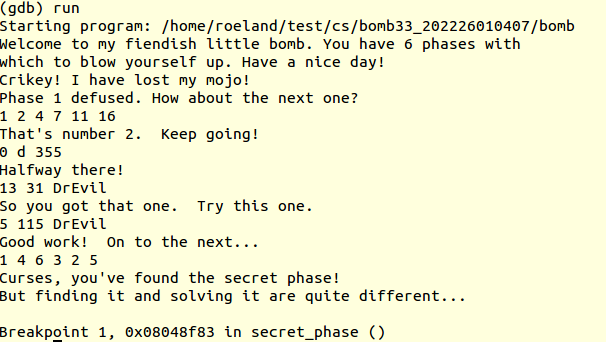 (gdb) run
Starting program: /home/roeland/test/cs/bomb33_202226010407/bomb
Welcome to my fiendish little bomb. You have 6 phases with
which to blow yourself up. Have a nice day!
Crikey! I have lost my mojo!
Phase 1 defused. How about the next one?
1 2 4 7 11 16
That's number 2.  Keep going!
0 d 355
Halfway there!
13 31 DrEvil
So you got that one.  Try this one.
5 115 DrEvil
Good work!  On to the next...
1 4 6 3 2 5
Curses, you've found the secret phase!
But finding it and solving it are quite different...
Breakpoint 1, 0x08048f83 in secret_phase ()